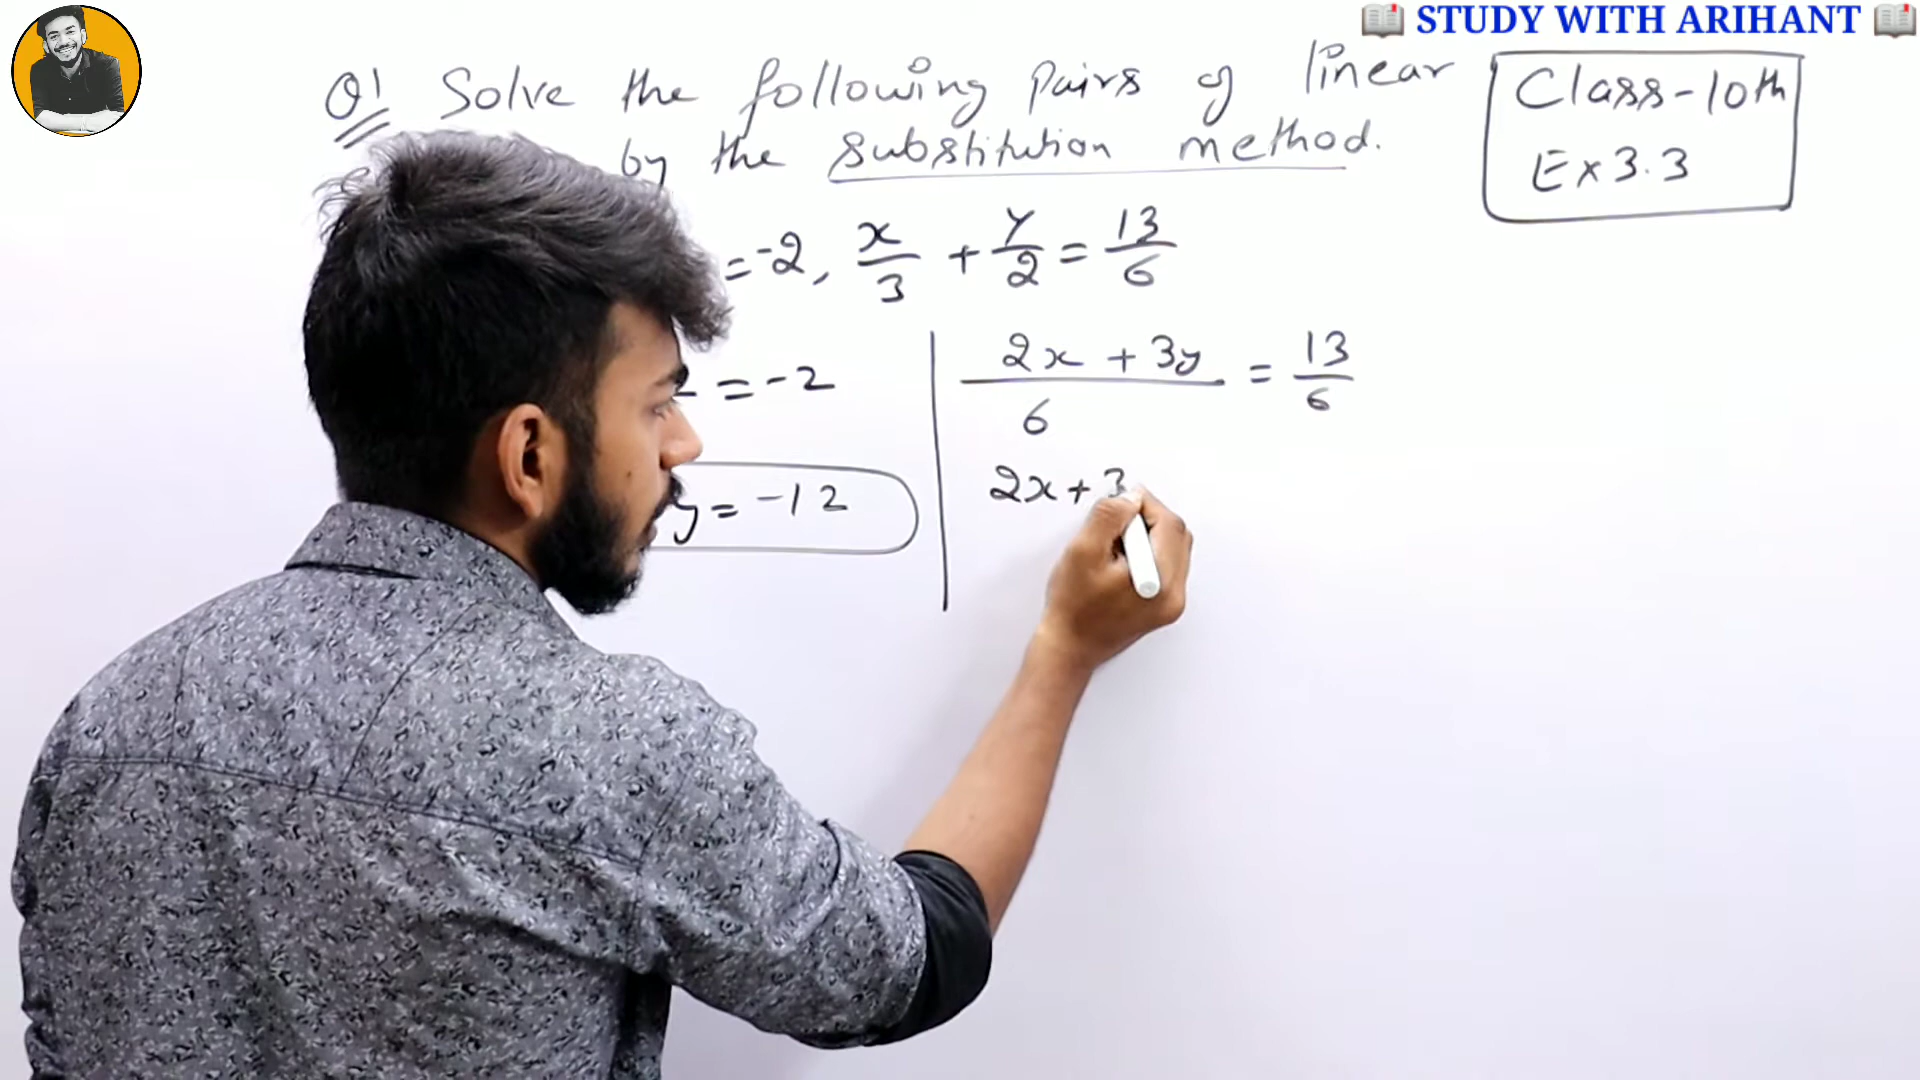 📖 STUDY WITH ARIHANT 📖
Q1 Solve the following pairs of linear
by the substitution method.
Class-10th
Ex 3.3
=-2, x/3 + y/2 = 13/6
= -2
y = -12
2x + 3y / 6 = 13/6
2x + 3